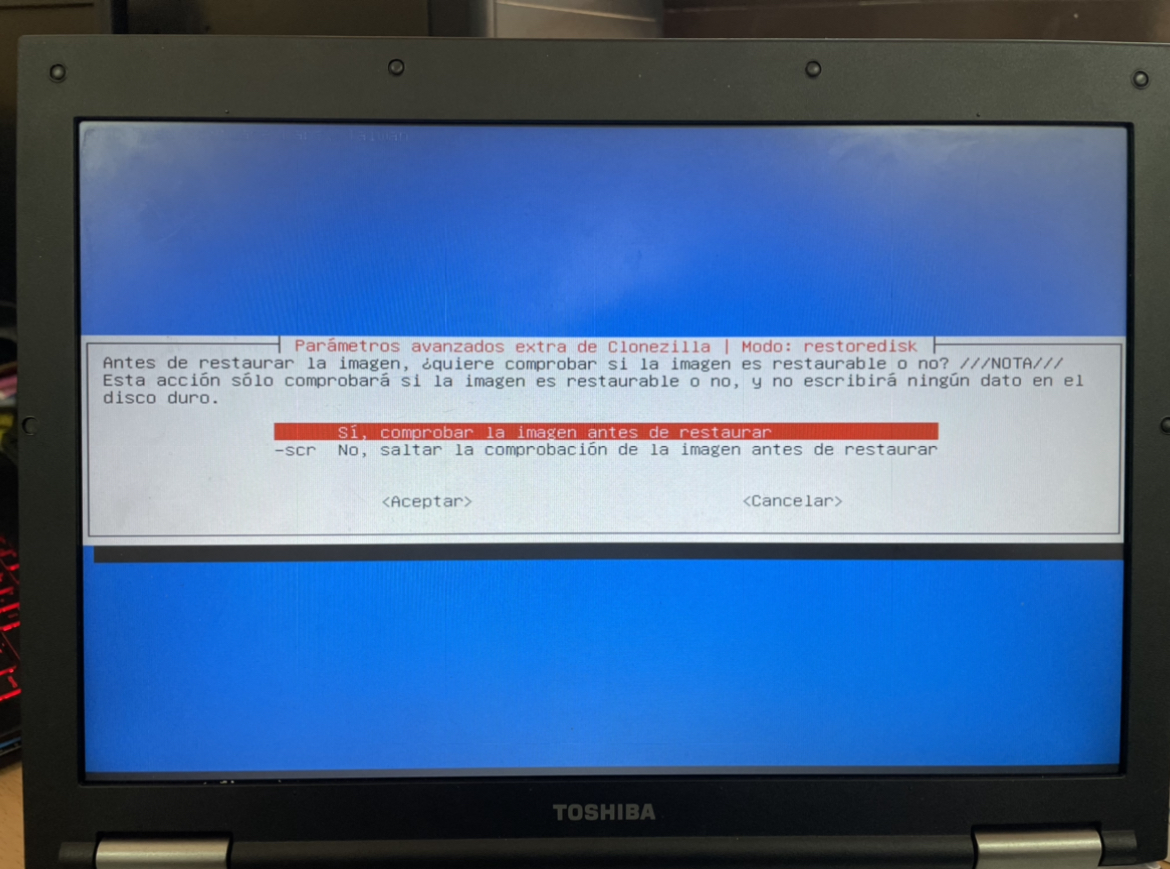 Taiwan
Parámetros avanzados extra de Clonezilla | Modo: restoredisk
Antes de restaurar la imagen, ¿quiere comprobar si la imagen es restaurable o no? ///NOTA///
Esta acción sólo comprobará si la imagen es restaurable o no, y no escribirá ningún dato en el
disco duro.
Sí, comprobar la imagen antes de restaurar
-scr No, saltar la comprobación de la imagen antes de restaurar
<Aceptar> <Cancelar>
TOSHIBA